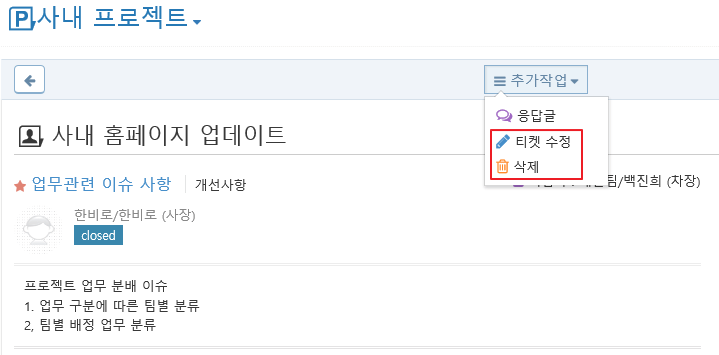 사내 프로젝트
추가작업
응답글
티켓 수정
삭제
사내 홈페이지 업데이트
업무관련 이슈 사항 개선사항
팀/백진희 (차장)
한비로/한비로 (사장)
closed
프로젝트 업무 분배 이슈
1. 업무 구분에 따른 팀별 분류
2, 팀별 배정 업무 분류